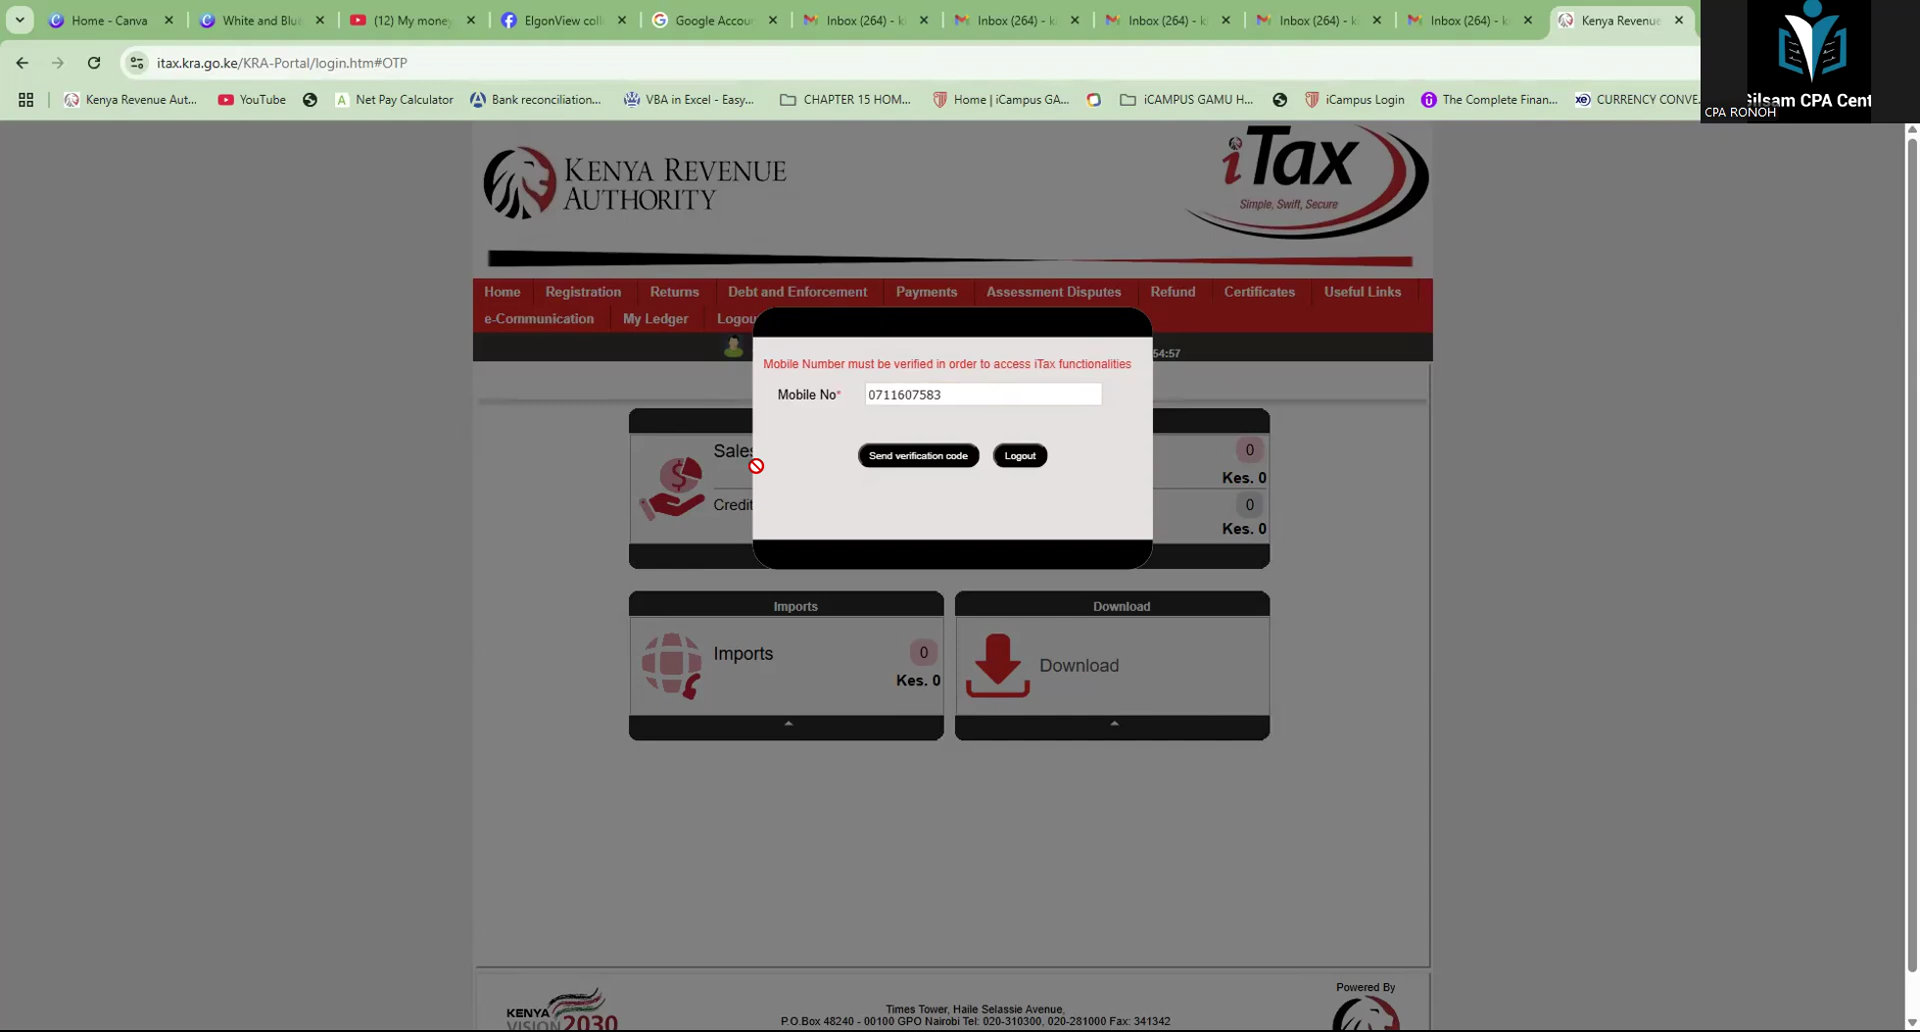 Home - Canva
White and Blu
(12) My money
ElgonView coll
Google Accoun
Inbox (264) - k
Inbox (264) - k
Inbox (264) - k
Inbox (264) - k
Inbox (264) - k
Kenya Revenue
itax.kra.go.ke/KRA-Portal/login.htm#OTP
Kenya Revenue Aut...
YouTube
Net Pay Calculator
Bank reconciliation...
VBA in Excel - Easy...
CHAPTER 15 HOM...
Home | iCampus GA...
iCAMPUS GAMU H...
iCampus Login
The Complete Finan...
CURRENCY CONVE
CPA RONOH
ilsam CPA Cent
KENYA REVENUE
AUTHORITY
iTax
Simple, Swift, Secure
Home Registration Returns Debt and Enforcement Payments Assessment Disputes Refund Certificates Useful Links
e-Communication My Ledger Logou
54:57
Mobile Number must be verified in order to access iTax functionalities
Mobile No* 0711607583
Send verification code Logout
Sales
Credit
0
Kes. 0
0
Kes. 0
Imports
Imports
0
Kes. 0
Download
Download
KENYA
VISION 2030
Times Tower, Haile Selassie Avenue,
P.O.Box 48240 - 00100 GPO Nairobi Tel: 020-310300, 020-281000 Fax: 341342
Powered By